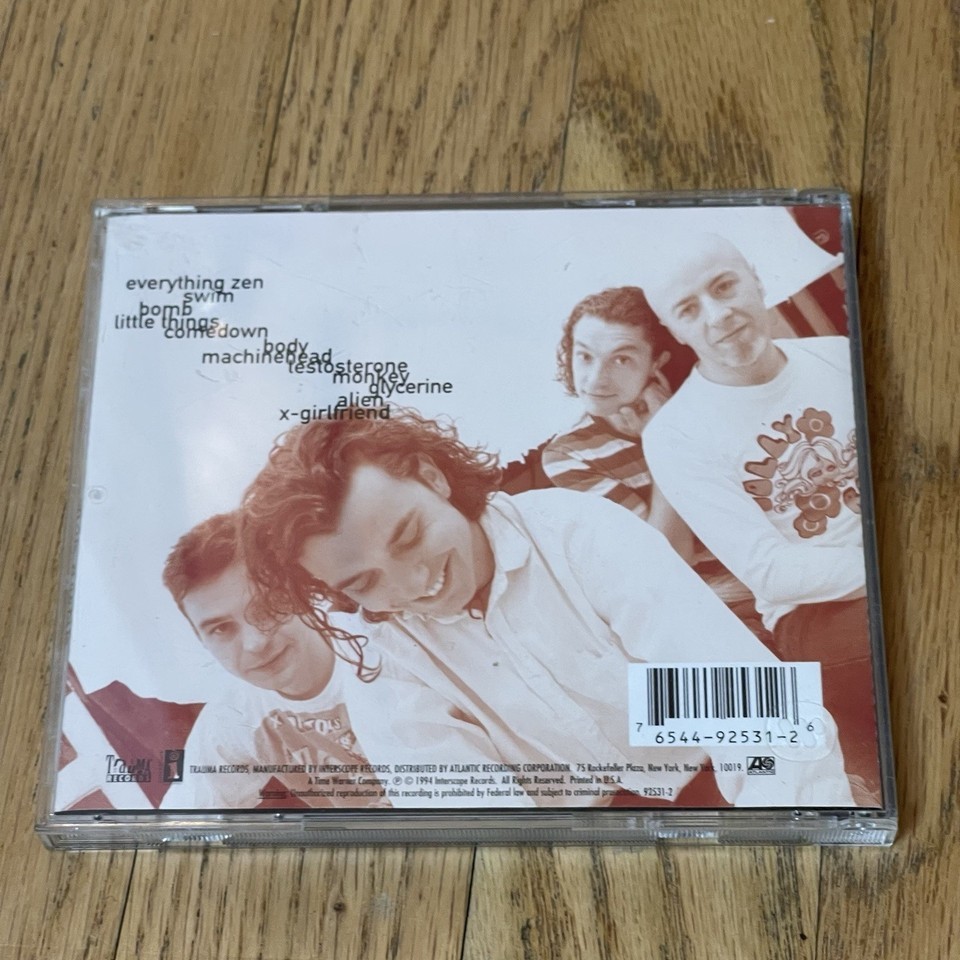 everything zen
swim
bomb
little things
comedown
body
machinehead
testosterone
monkey
glycerine
alien
x-girlfriend
7 6544-92531-2 6
TRAUMA RECORDS
i
TRAUMA RECORDS, MANUFACTURED BY INTERSCOPE RECORDS, DISTRIBUTED BY ATLANTIC RECORDING CORPORATION. 75 Rockefeller Plaza, New York, New York, 10019.
A Time Warner Company. ℗ © 1994 Interscope Records. All Rights Reserved. Printed in U.S.A.
Warning: Unauthorized reproduction of this recording is prohibited by Federal law and subject to criminal prosecution. 92531-2
ATLANTIC